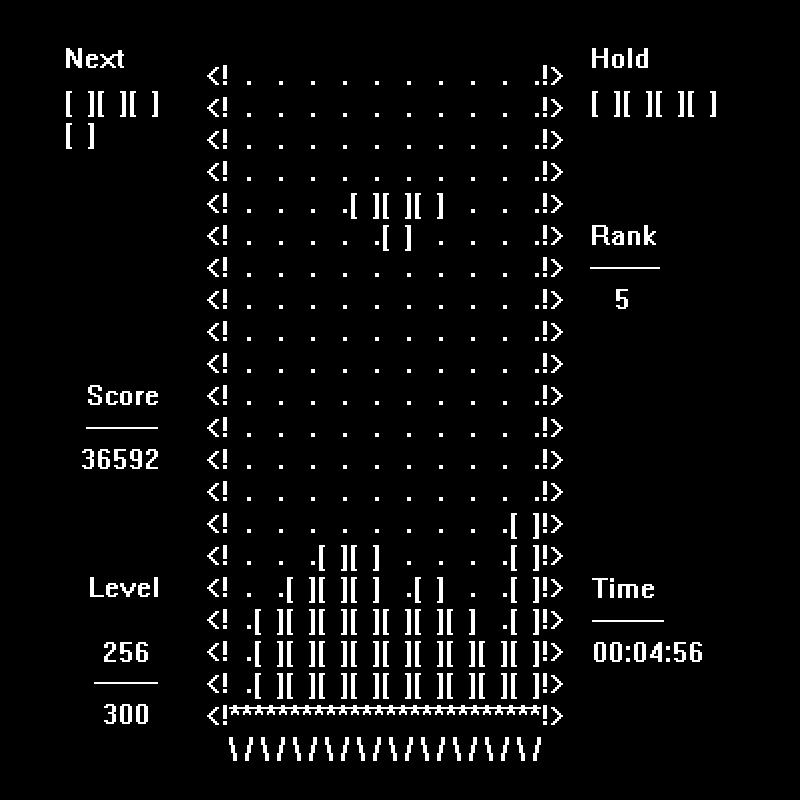 Next
[ ][ ][ ]
[ ]
Score
36592
Level
256
300
<! . . . . . . . . . .!>
<! . . . . . . . . . .!>
<! . . . . . . . . . .!>
<! . . . . . . . . . .!>
<! . . . .[ ][ ][ ] . . .!>
<! . . . . .[ ] . . . .!>
<! . . . . . . . . . .!>
<! . . . . . . . . . .!>
<! . . . . . . . . . .!>
<! . . . . . . . . . .!>
<! . . . . . . . . . .!>
<! . . . . . . . . . .!>
<! . . . . . . . . . .!>
<! . . . . . . . . . .!>
<! . . . . . . . . .[ ]!>
<! . . .[ ][ ] . . . .[ ]!>
<! . .[ ][ ][ ] .[ ] . .[ ]!>
<! .[ ][ ][ ][ ][ ][ ][ ] .[ ]!>
<! .[ ][ ][ ][ ][ ][ ][ ][ ][ ]!>
<! .[ ][ ][ ][ ][ ][ ][ ][ ][ ]!>
<!********************!>
\/\/\/\/\/\/\/\/\/\/
Hold
[ ][ ][ ][ ]
Rank
5
Time
00:04:56